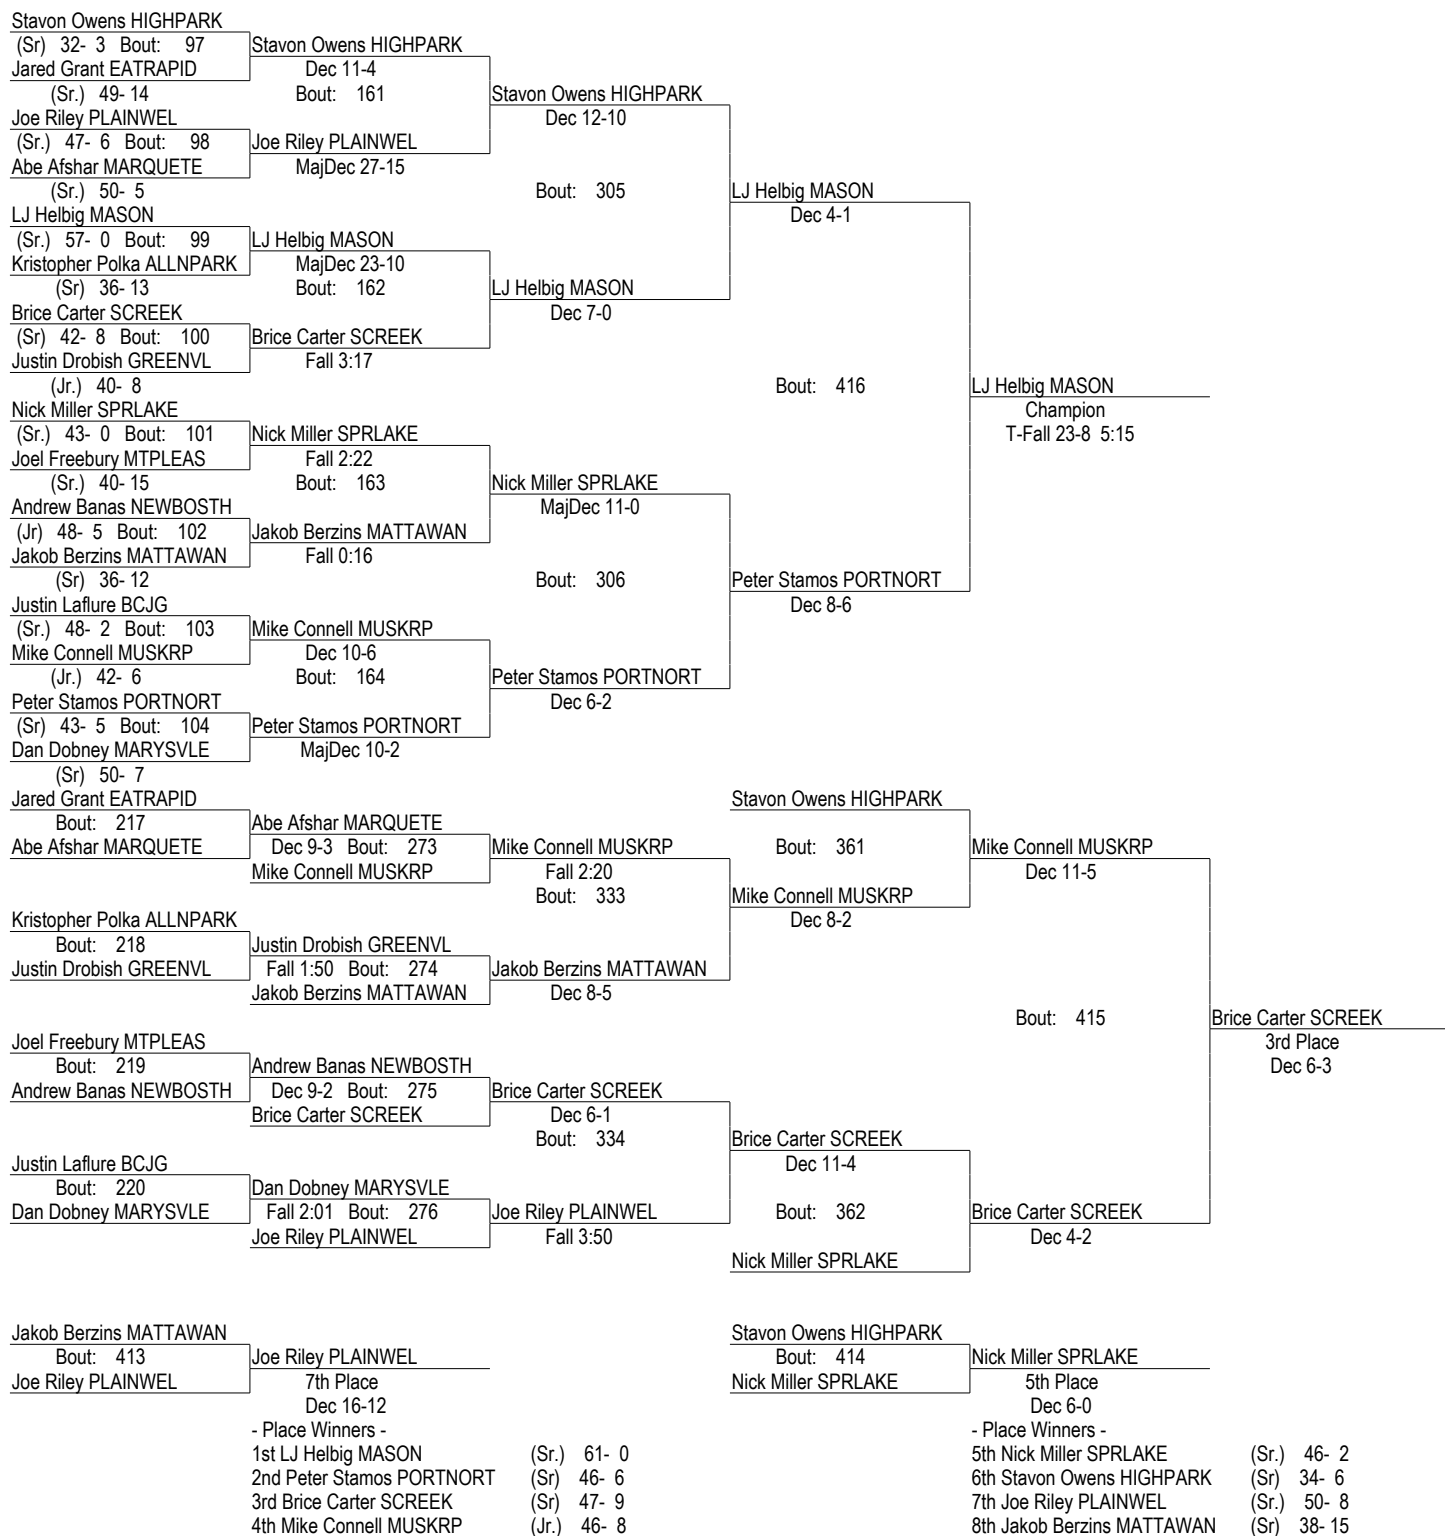 Stavon Owens HIGHPARK
(Sr) 32- 3 Bout: 97 Stavon Owens HIGHPARK
Jared Grant EATRAPID Dec 11-4
(Sr.) 49- 14 Bout: 161 Stavon Owens HIGHPARK
Joe Riley PLAINWEL Dec 12-10
(Sr.) 47- 6 Bout: 98 Joe Riley PLAINWEL
Abe Afshar MARQUETE MajDec 27-15
(Sr.) 50- 5 Bout: 305 LJ Helbig MASON
LJ Helbig MASON Dec 4-1
(Sr.) 57- 0 Bout: 99 LJ Helbig MASON
Kristopher Polka ALLNPARK MajDec 23-10
(Sr) 36- 13 Bout: 162 LJ Helbig MASON
Brice Carter SCREEK Dec 7-0
(Sr) 42- 8 Bout: 100 Brice Carter SCREEK
Justin Drobish GREENVL Fall 3:17
(Jr.) 40- 8 Bout: 416 LJ Helbig MASON
Nick Miller SPRLAKE Champion
(Sr.) 43- 0 Bout: 101 Nick Miller SPRLAKE T-Fall 23-8 5:15
Joel Freebury MTPLEAS Fall 2:22
(Sr.) 40- 15 Bout: 163 Nick Miller SPRLAKE
Andrew Banas NEWBOSTH MajDec 11-0
(Jr) 48- 5 Bout: 102 Jakob Berzins MATTAWAN
Jakob Berzins MATTAWAN Fall 0:16
(Sr) 36- 12 Bout: 306 Peter Stamos PORTNORT
Justin Laflure BCJG Dec 8-6
(Sr.) 48- 2 Bout: 103 Mike Connell MUSKRP
Mike Connell MUSKRP Dec 10-6
(Jr.) 42- 6 Bout: 164 Peter Stamos PORTNORT
Peter Stamos PORTNORT Dec 6-2
(Sr) 43- 5 Bout: 104 Peter Stamos PORTNORT
Dan Dobney MARYSVLE MajDec 10-2
(Sr) 50- 7
Jared Grant EATRAPID Stavon Owens HIGHPARK
Bout: 217 Abe Afshar MARQUETE
Abe Afshar MARQUETE Dec 9-3 Bout: 273 Mike Connell MUSKRP Bout: 361 Mike Connell MUSKRP
Mike Connell MUSKRP Fall 2:20 Dec 11-5
Bout: 333 Mike Connell MUSKRP
Kristopher Polka ALLNPARK Dec 8-2
Bout: 218 Justin Drobish GREENVL
Justin Drobish GREENVL Fall 1:50 Bout: 274 Jakob Berzins MATTAWAN
Jakob Berzins MATTAWAN Dec 8-5
Bout: 415 Brice Carter SCREEK
Joel Freebury MTPLEAS 3rd Place
Bout: 219 Andrew Banas NEWBOSTH Dec 6-3
Andrew Banas NEWBOSTH Dec 9-2 Bout: 275 Brice Carter SCREEK
Brice Carter SCREEK Dec 6-1
Bout: 334 Brice Carter SCREEK
Justin Laflure BCJG Dec 11-4
Bout: 220 Dan Dobney MARYSVLE
Dan Dobney MARYSVLE Fall 2:01 Bout: 276 Joe Riley PLAINWEL Bout: 362 Brice Carter SCREEK
Joe Riley PLAINWEL Fall 3:50 Dec 4-2
Nick Miller SPRLAKE
Jakob Berzins MATTAWAN Stavon Owens HIGHPARK
Bout: 413 Joe Riley PLAINWEL Bout: 414 Nick Miller SPRLAKE
Joe Riley PLAINWEL 7th Place Nick Miller SPRLAKE 5th Place
Dec 16-12 Dec 6-0
- Place Winners - - Place Winners -
1st LJ Helbig MASON (Sr.) 61- 0 5th Nick Miller SPRLAKE (Sr.) 46- 2
2nd Peter Stamos PORTNORT (Sr) 46- 6 6th Stavon Owens HIGHPARK (Sr) 34- 6
3rd Brice Carter SCREEK (Sr) 47- 9 7th Joe Riley PLAINWEL (Sr.) 50- 8
4th Mike Connell MUSKRP (Jr.) 46- 8 8th Jakob Berzins MATTAWAN (Sr) 38- 15